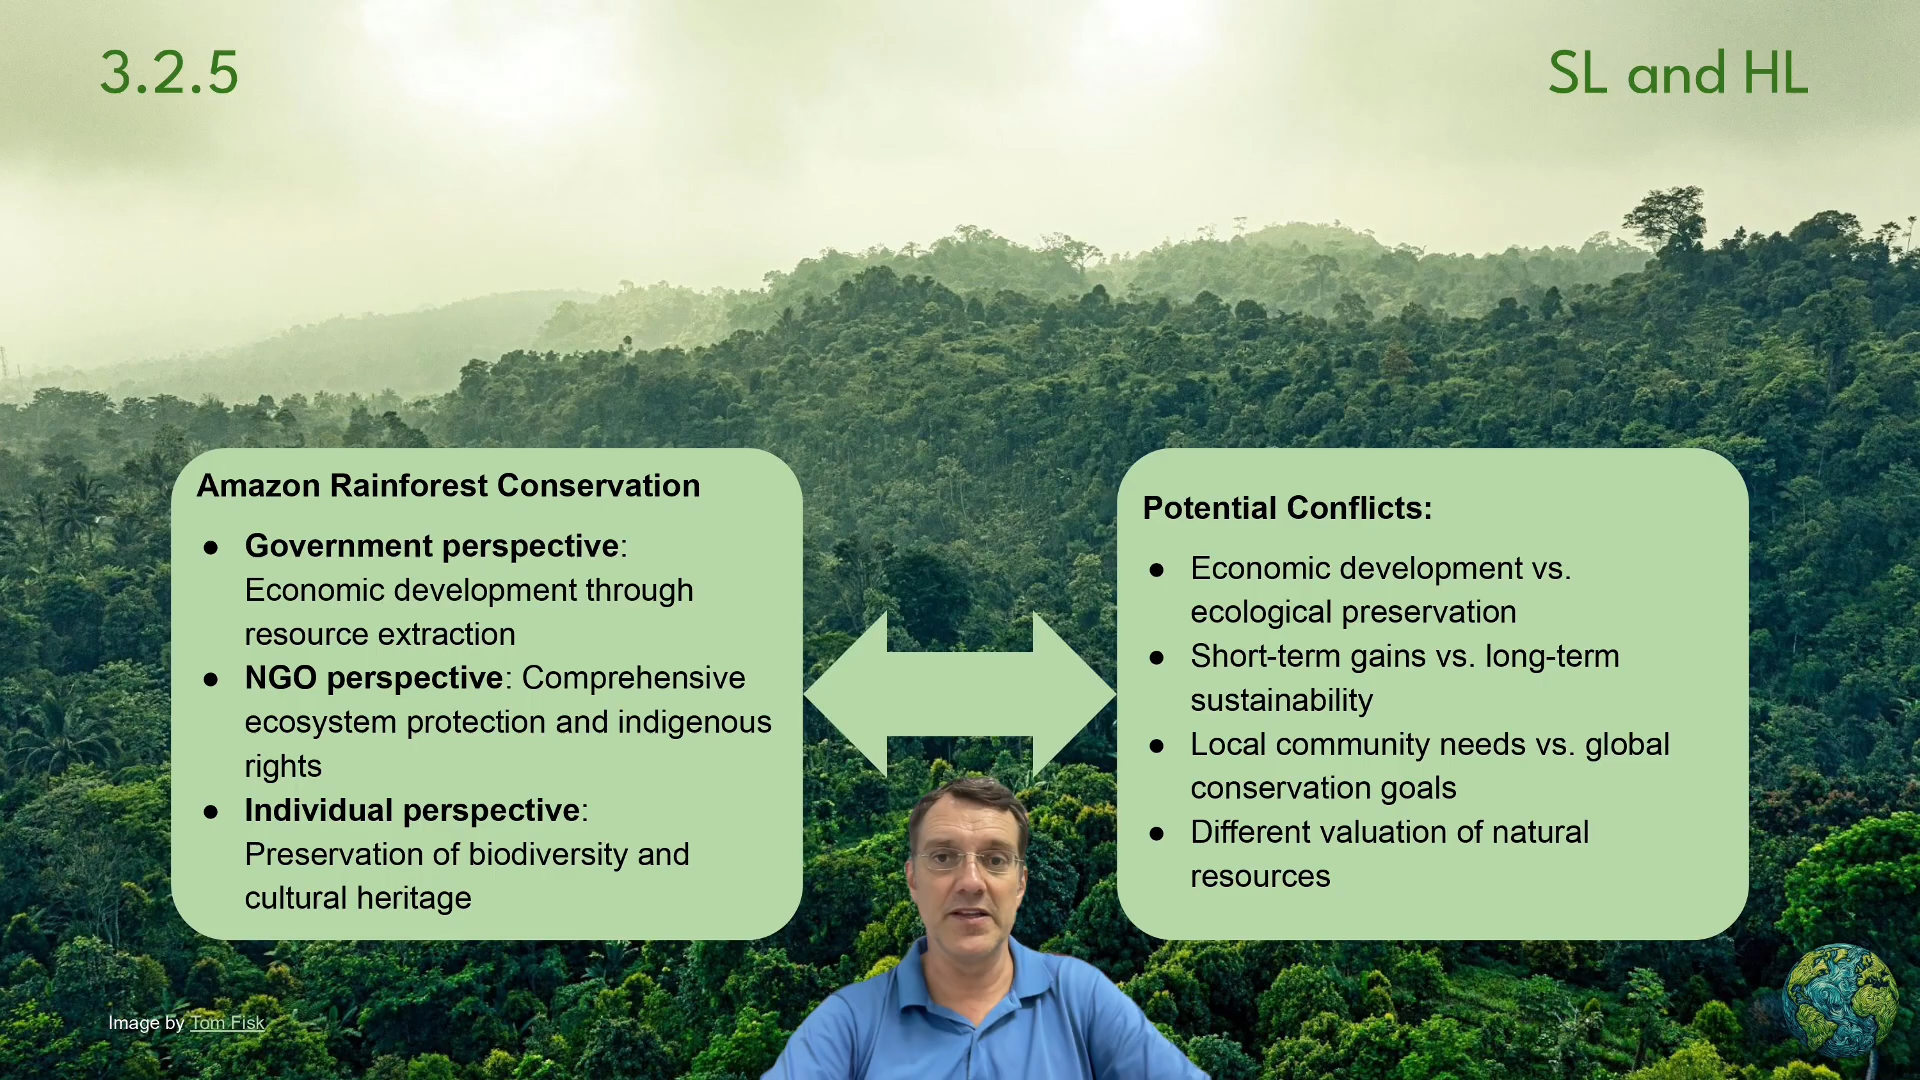 3.2.5
SL and HL
Amazon Rainforest Conservation
● Government perspective:
Economic development through
resource extraction
● NGO perspective: Comprehensive
ecosystem protection and indigenous
rights
● Individual perspective:
Preservation of biodiversity and
cultural heritage
Potential Conflicts:
● Economic development vs.
ecological preservation
● Short-term gains vs. long-term
sustainability
● Local community needs vs. global
conservation goals
● Different valuation of natural
resources
Image by Tom Fisk